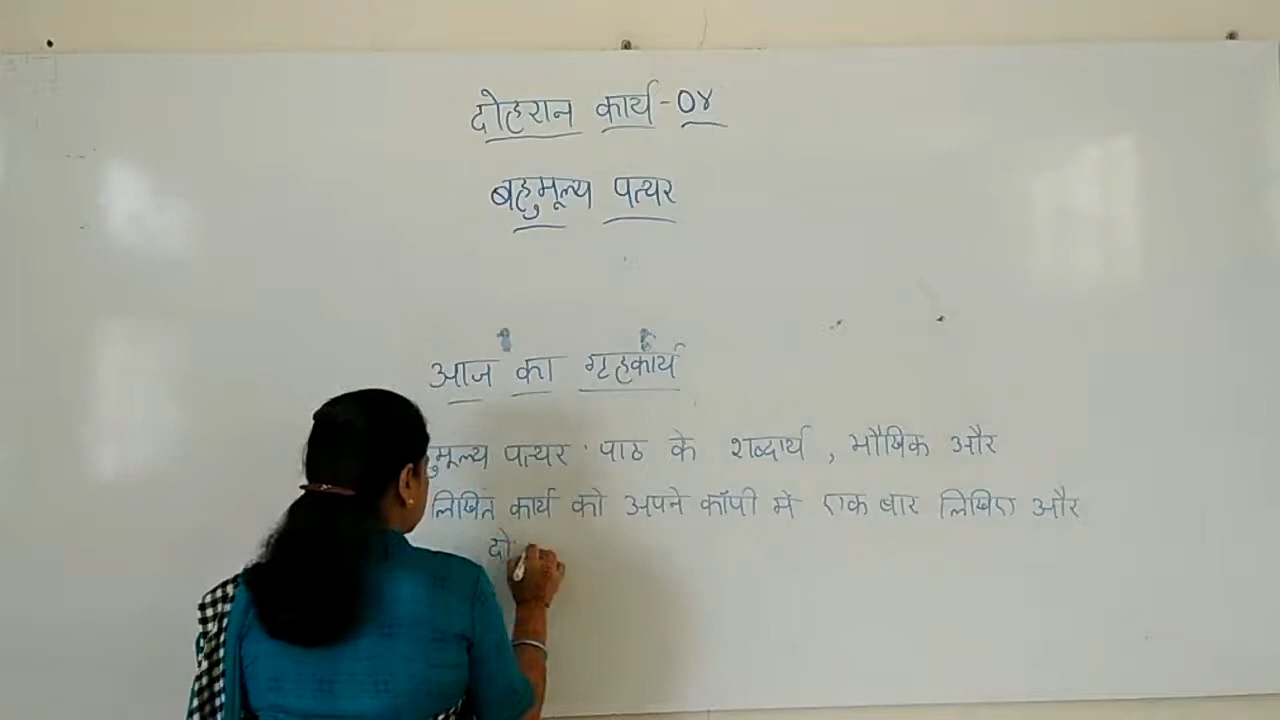 दोहरान कार्य-०४
बहुमूल्य पत्थर
आज का गृहकार्य
मूल्य पत्थर पाठ के शब्दार्थ, मौखिक और
लिखित कार्य को अपने कॉपी में एक बार लिखिए और
दो